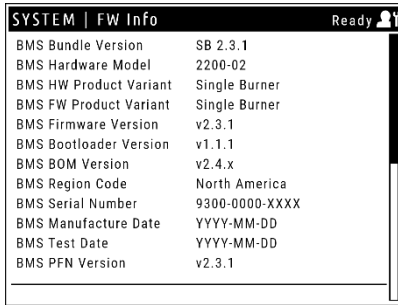 SYSTEM | FW Info Ready
BMS Bundle Version SB 2.3.1
BMS Hardware Model 2200-02
BMS HW Product Variant Single Burner
BMS FW Product Variant Single Burner
BMS Firmware Version v2.3.1
BMS Bootloader Version v1.1.1
BMS BOM Version v2.4.x
BMS Region Code North America
BMS Serial Number 9300-0000-XXXX
BMS Manufacture Date YYYY-MM-DD
BMS Test Date YYYY-MM-DD
BMS PFN Version v2.3.1